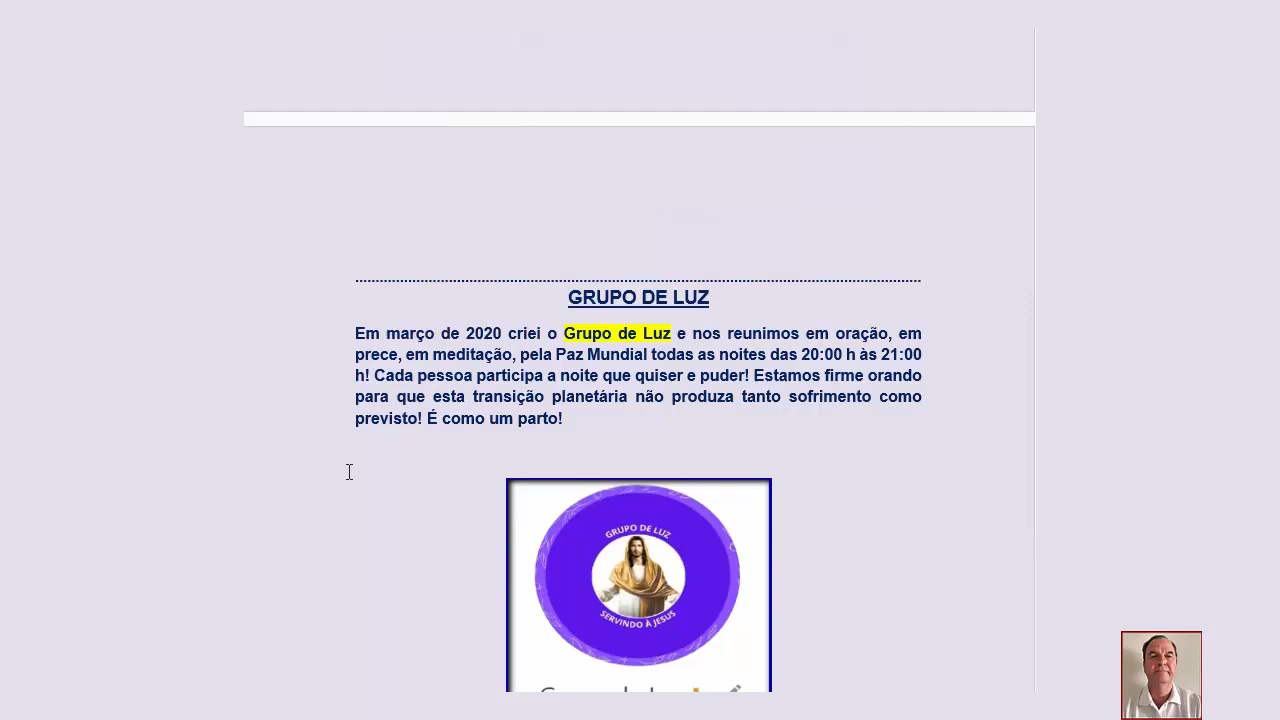 GRUPO DE LUZ
Em março de 2020 criei o Grupo de Luz e nos reunimos em oração, em
prece, em meditação, pela Paz Mundial todas as noites das 20:00 h às 21:00
h! Cada pessoa participa a noite que quiser e puder! Estamos firme orando
para que esta transição planetária não produza tanto sofrimento como
previsto! É como um parto!
GRUPO DE LUZ
SERVINDO À JESUS